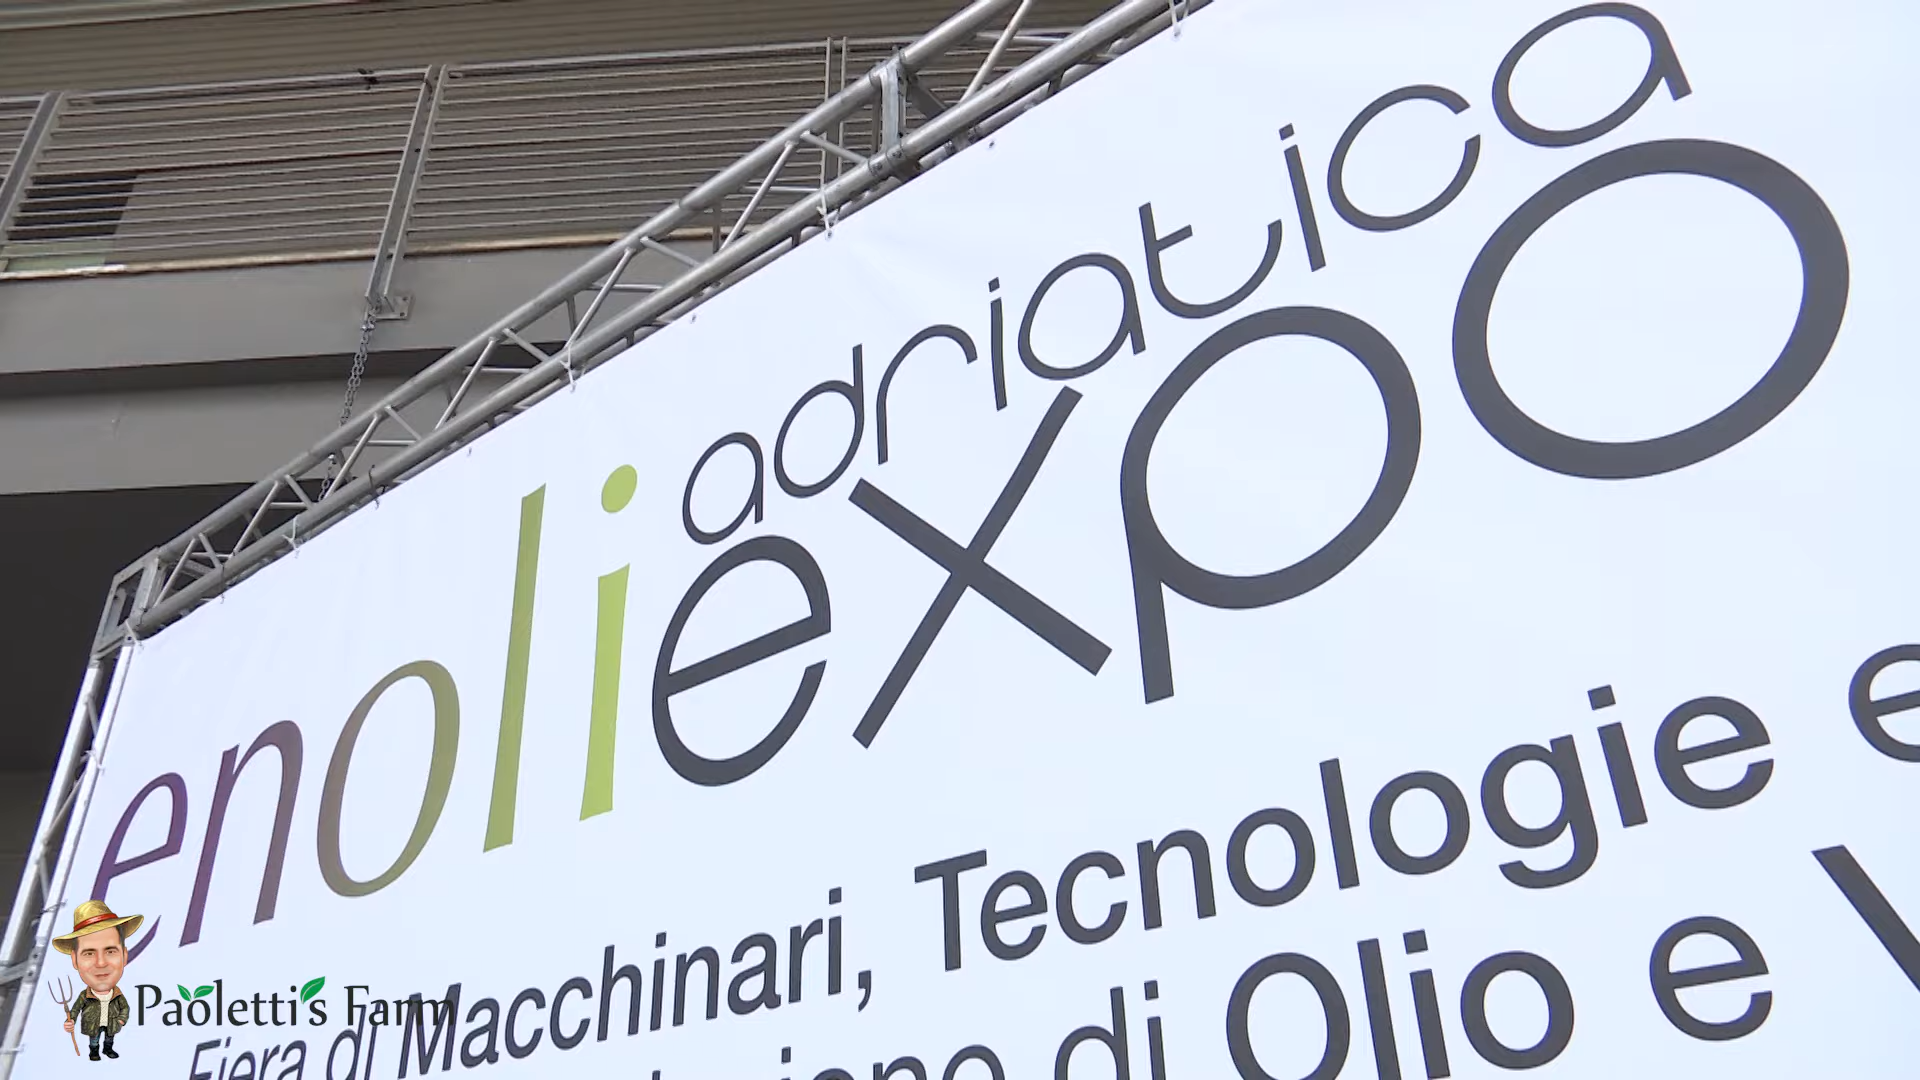 adriatica
enoliexpo
Fiera di Macchinari, Tecnologie e
di Olio e
Paoletti's Farm